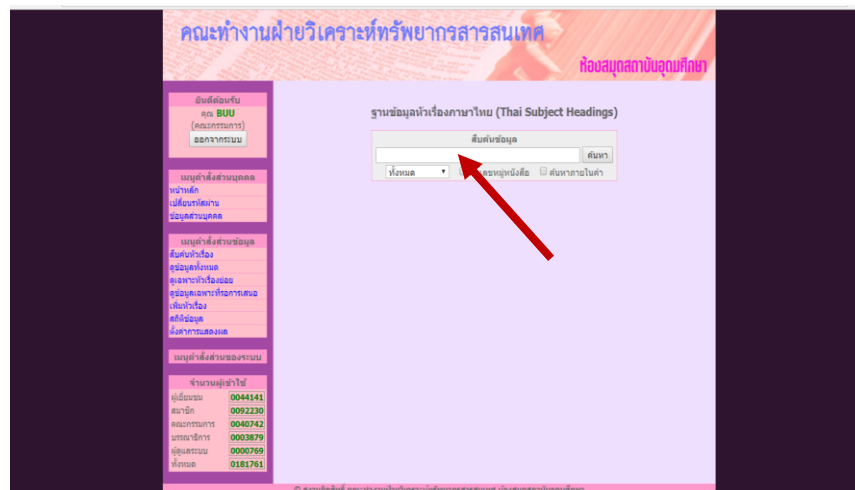 คณะทำงานฝ่ายวิเคราะห์ทรัพยากรสารสนเทศ
ห้องสมุดสถาบันอุดมศึกษา
ยินดีต้อนรับ
คุณ BUU
(คณะกรรมการ)
ออกจากระบบ
เมนูคำสั่งส่วนบุคคล
หน้าหลัก
เปลี่ยนรหัสผ่าน
ข้อมูลส่วนบุคคล
เมนูคำสั่งส่วนข้อมูล
สืบค้นหัวเรื่อง
ดูข้อมูลทั้งหมด
ดูเฉพาะหัวเรื่องย่อย
ดูข้อมูลเฉพาะที่รอการเสนอ
เพิ่มหัวเรื่อง
สถิติข้อมูล
ตั้งค่าการแสดงผล
เมนูคำสั่งส่วนของระบบ
จำนวนผู้เข้าใช้
ผู้เยี่ยมชม 0044141
สมาชิก 0092230
คณะกรรมการ 0040742
บรรณาธิการ 0003879
ผู้ดูแลระบบ 0000769
ทั้งหมด 0181761
ฐานข้อมูลหัวเรื่องภาษาไทย (Thai Subject Headings)
สืบค้นข้อมูล
ค้นหา
ทั้งหมด ค้นหาภายในคำ